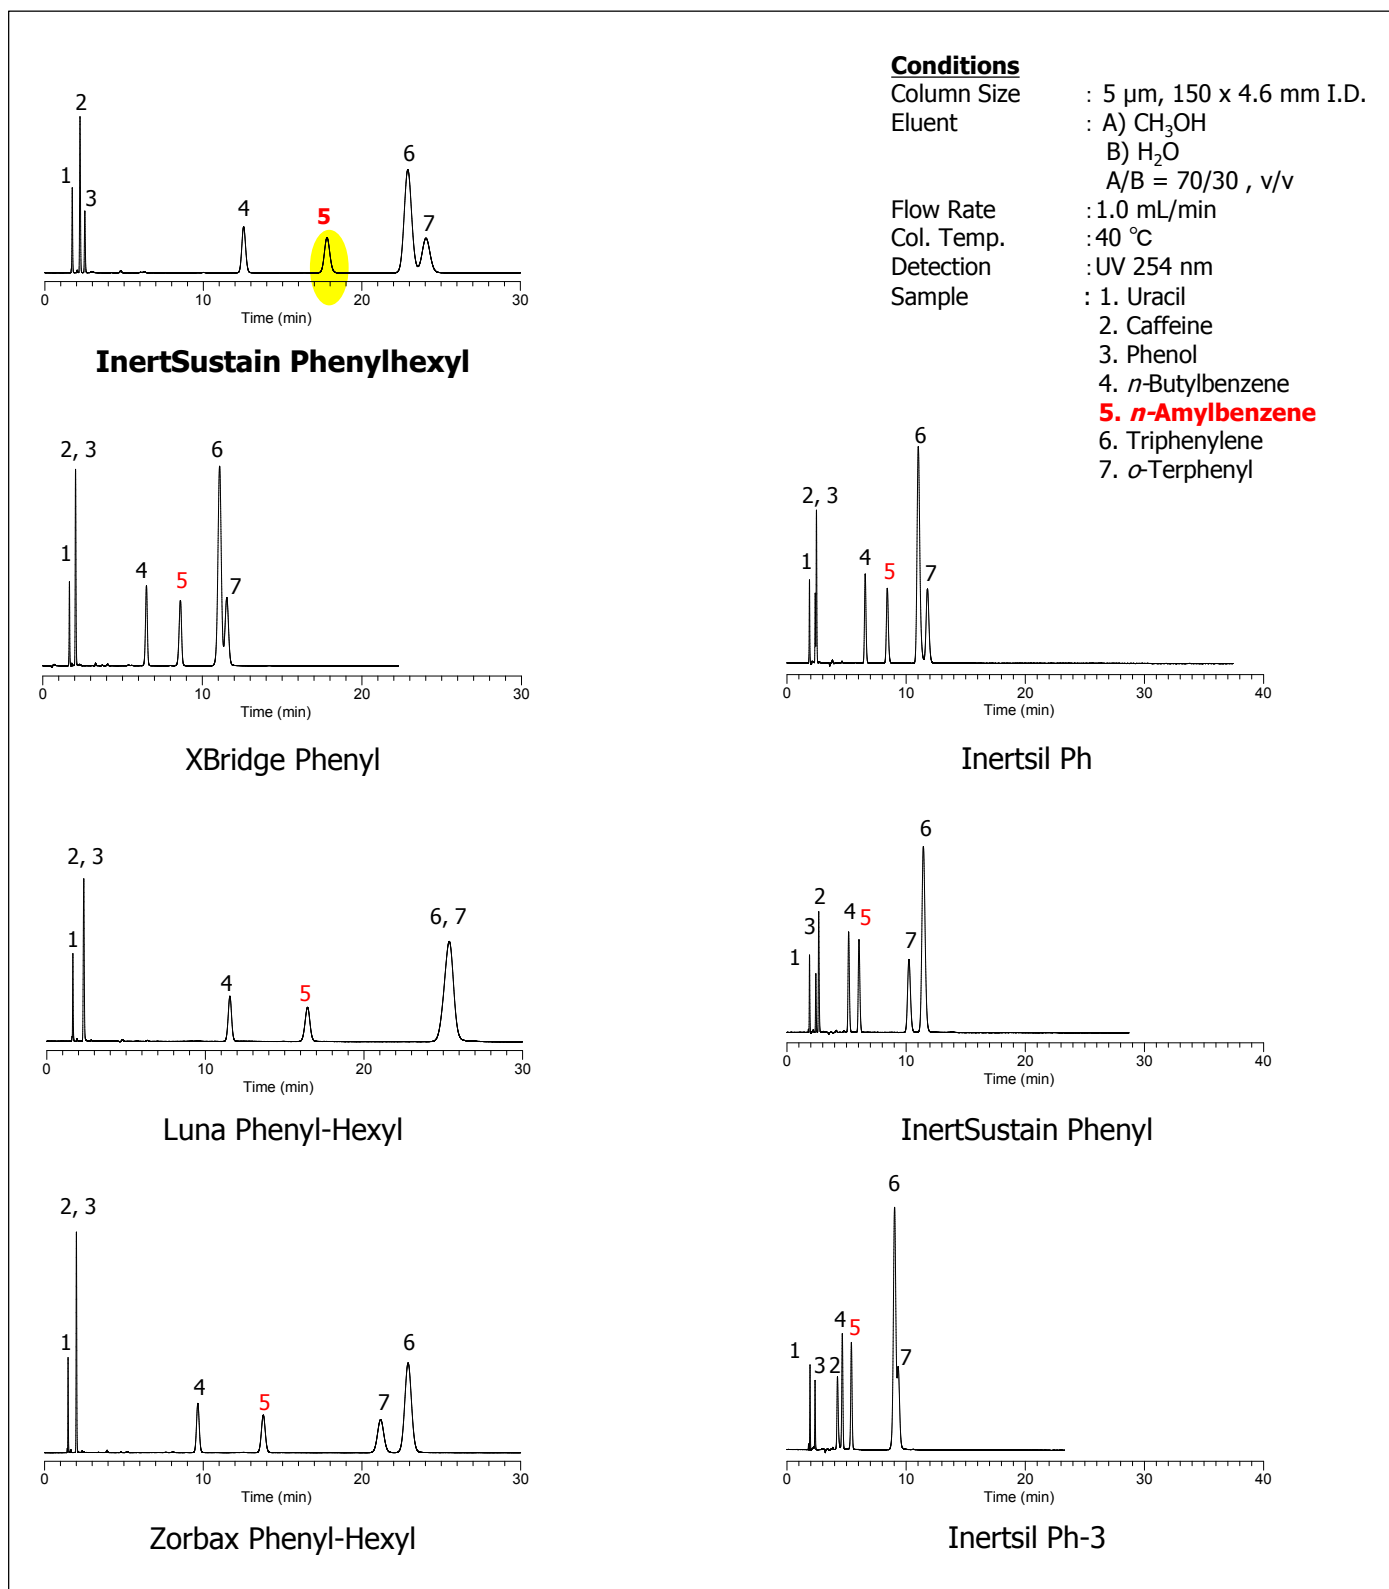 2
1
3
4
5
6
7
0
10
20
30
Time (min)
InertSustain Phenylhexyl
Conditions
Column Size : 5 µm, 150 x 4.6 mm I.D.
Eluent : A) CH₃OH
B) H₂O
A/B = 70/30 , v/v
Flow Rate : 1.0 mL/min
Col. Temp. : 40 ℃
Detection : UV 254 nm
Sample : 1. Uracil
2. Caffeine
3. Phenol
4. n-Butylbenzene
5. n-Amylbenzene
6. Triphenylene
7. o-Terphenyl
2, 3
1
4
5
6
7
0
10
20
30
Time (min)
XBridge Phenyl
2, 3
1
4
5
6
7
0
10
20
30
40
Time (min)
Inertsil Ph
2, 3
1
4
5
6, 7
0
10
20
30
Time (min)
Luna Phenyl-Hexyl
1
3
2
4
5
7
6
0
10
20
30
40
Time (min)
InertSustain Phenyl
2, 3
1
4
5
7
6
0
10
20
30
Time (min)
Zorbax Phenyl-Hexyl
1
3
2
4
5
6
7
0
10
20
30
40
Time (min)
Inertsil Ph-3